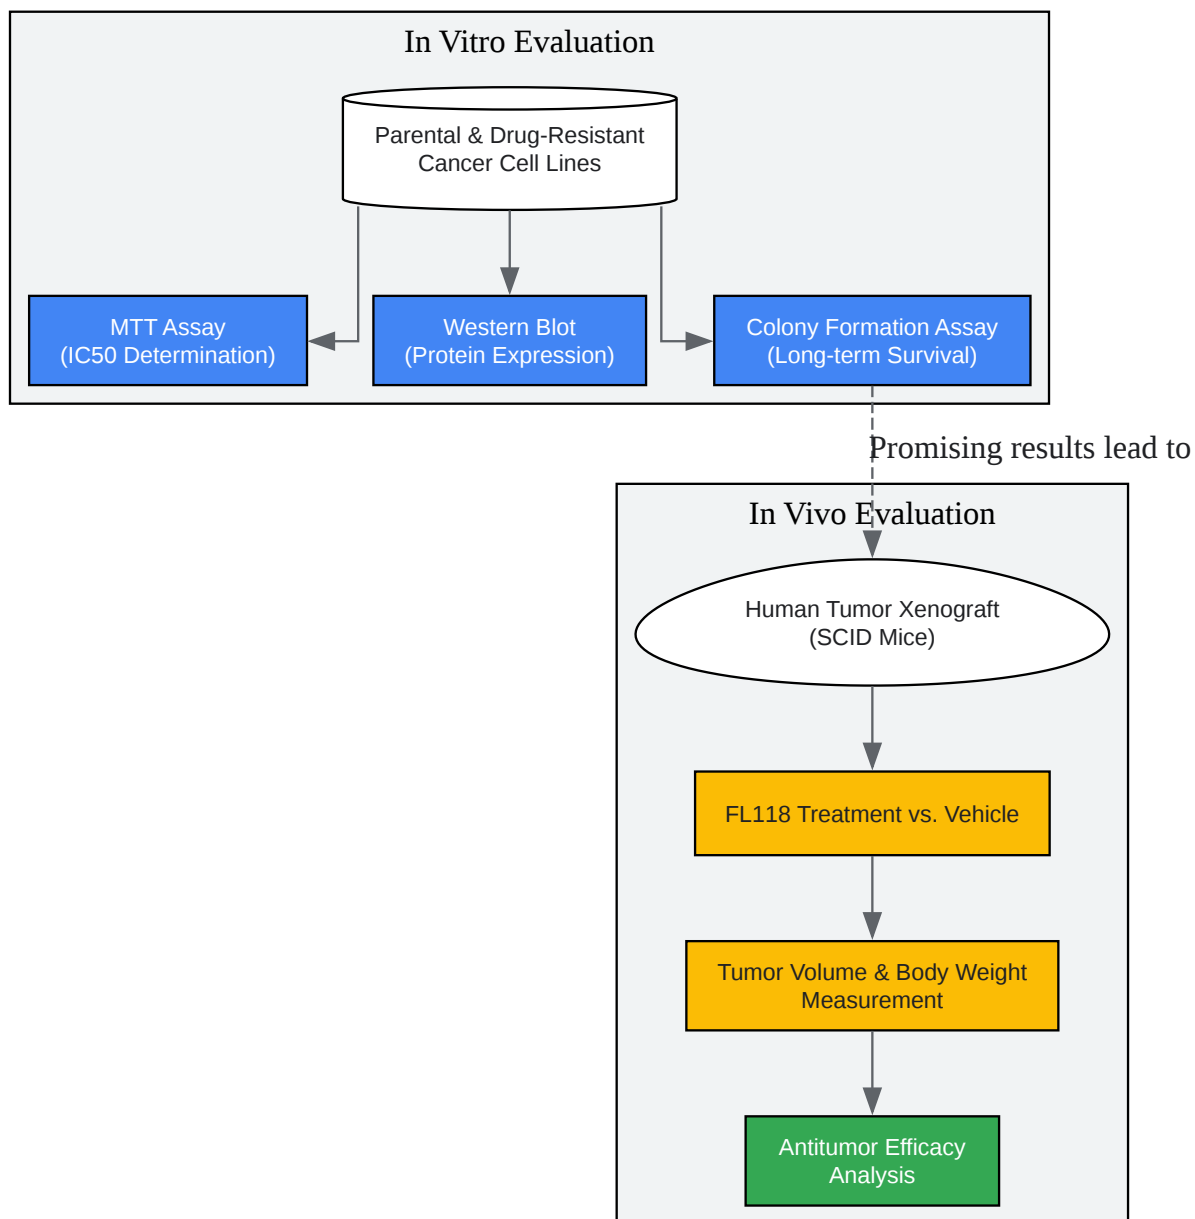 In Vitro Evaluation
Parental & Drug-Resistant
Cancer Cell Lines
MTT Assay
(IC50 Determination)
Western Blot
(Protein Expression)
Colony Formation Assay
(Long-term Survival)
Promising results lead to
In Vivo Evaluation
Human Tumor Xenograft
(SCID Mice)
FL118 Treatment vs. Vehicle
Tumor Volume & Body Weight
Measurement
Antitumor Efficacy
Analysis